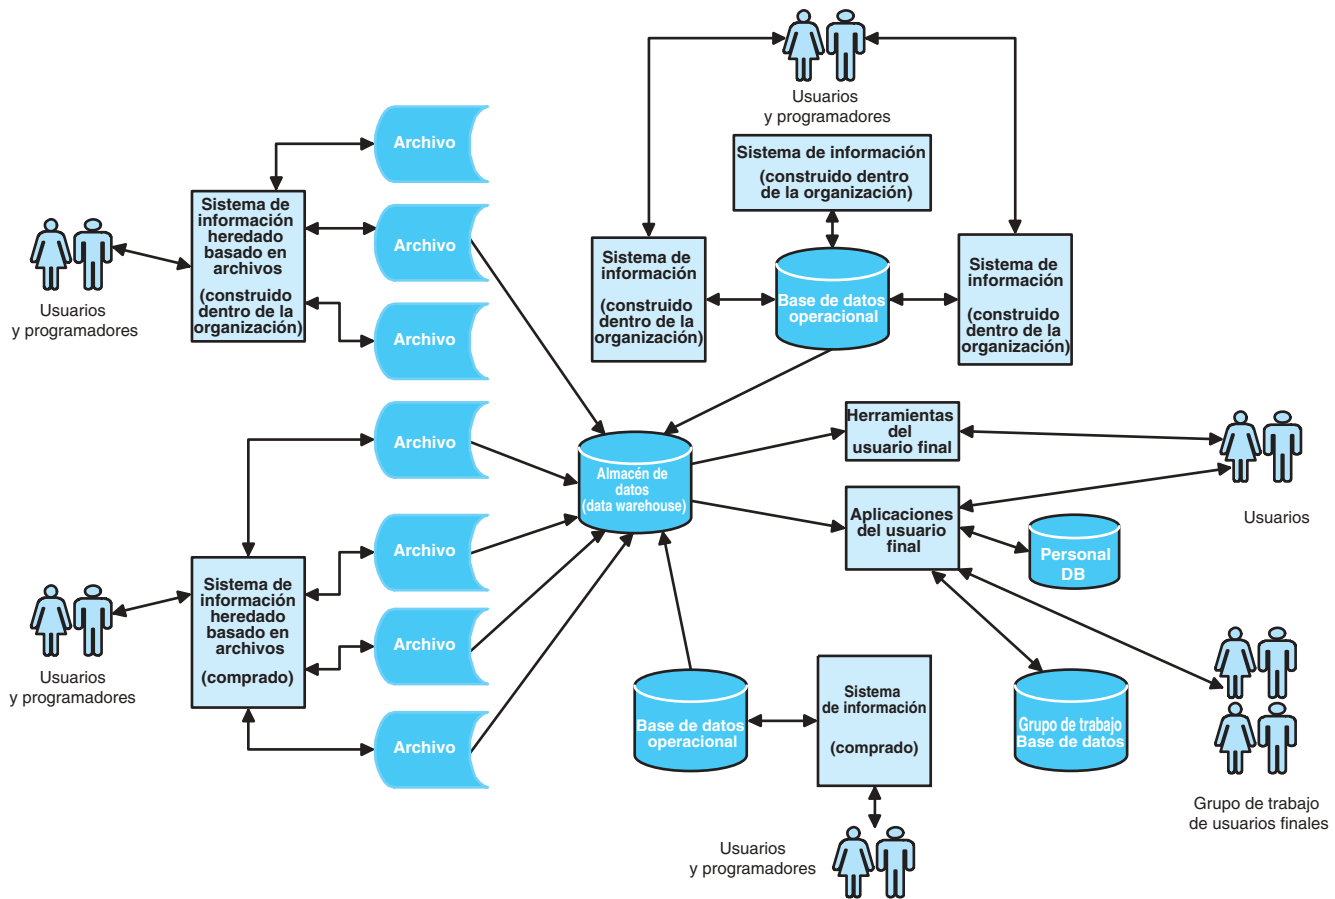 Usuarios
y programadores
Archivo
Sistema de información
(construido dentro
de la organización)
Sistema de
información
heredado
basado en
archivos
(construido
dentro de la
organización)
Archivo
Usuarios
y programadores
Archivo
Sistema de
información
(construido
dentro de la
organización)
Base de datos
operacional
Sistema de
información
(construido
dentro de la
organización)
Archivo
Herramientas
del
usuario final
Almacén de
datos
(data warehouse)
Aplicaciones
del usuario
final
Usuarios
Archivo
Personal
DB
Sistema de
información
heredado
basado en
archivos
(comprado)
Archivo
Usuarios
y programadores
Archivo
Base de datos
operacional
Sistema
de información
(comprado)
Grupo de trabajo
Base de datos
Grupo de trabajo
de usuarios finales
Usuarios
y programadores